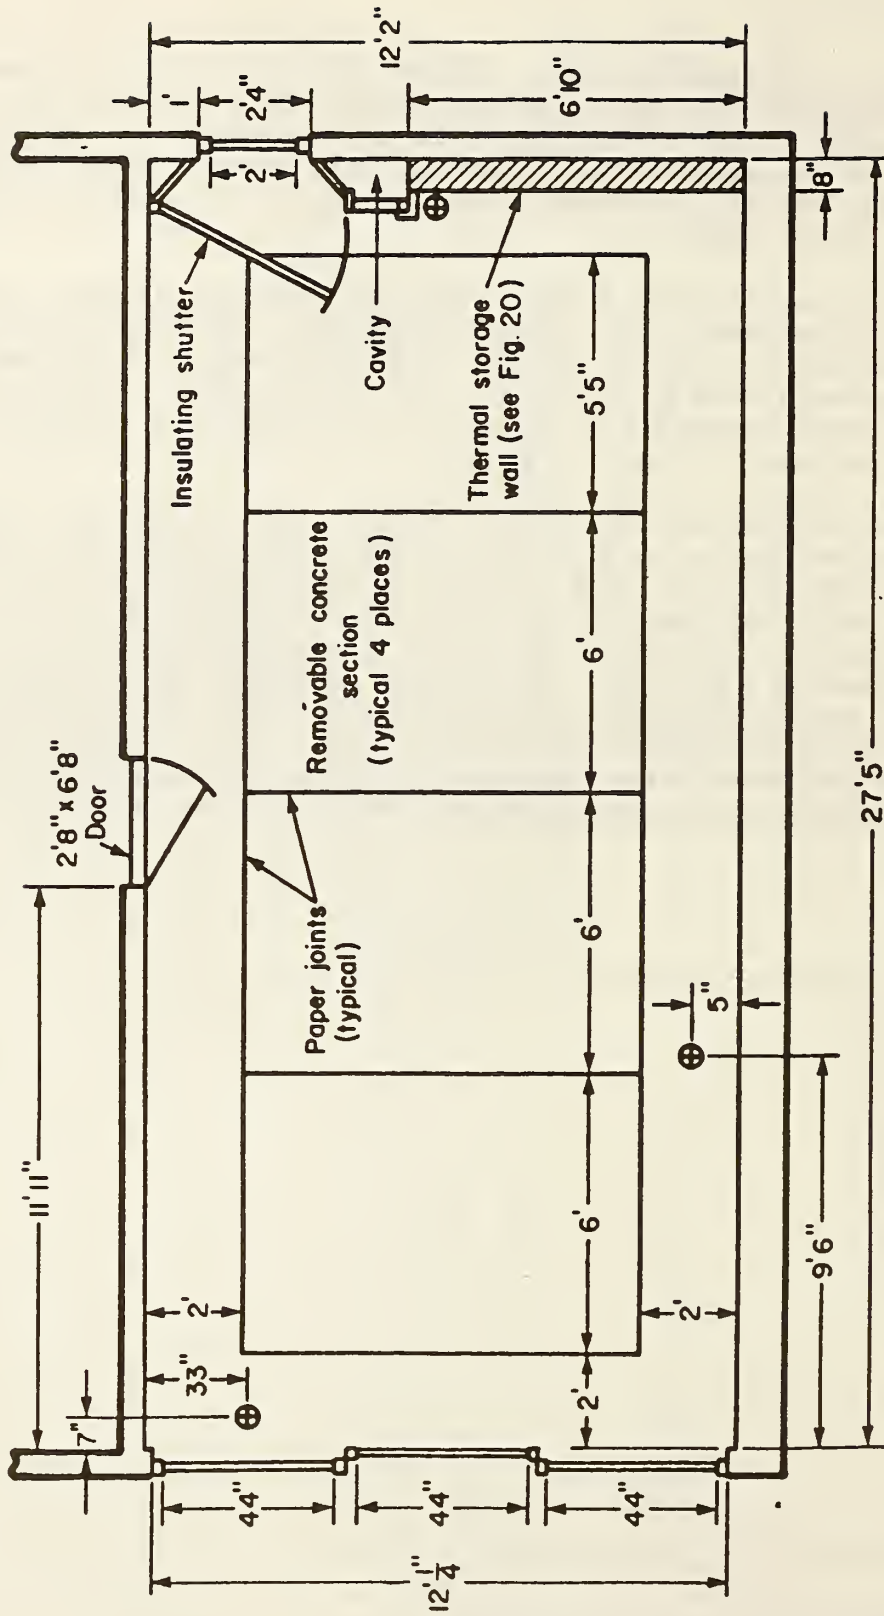 11'11"
2'8"x6'8"
Door
7"
33"
2'
Insulating shutter
1'
2'4"
2'
12'2"
44"
44"
44"
12'¼"
Paper joints
(typical)
Removable concrete
section
(typical 4 places)
Cavity
Thermal storage
wall (see Fig. 20)
6'10"
2'
6'
6'
6'
5'5"
2'
5"
8"
9'6"
27'5"